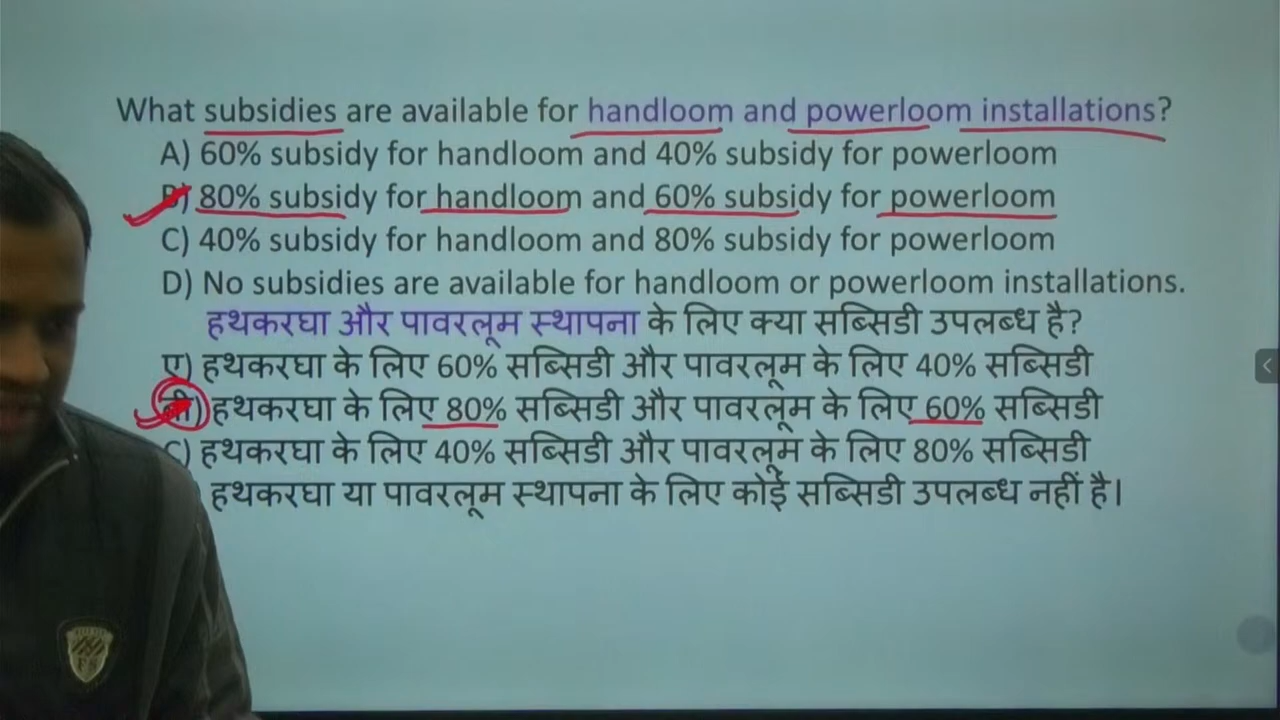 What subsidies are available for handloom and powerloom installations?
A) 60% subsidy for handloom and 40% subsidy for powerloom
B) 80% subsidy for handloom and 60% subsidy for powerloom
C) 40% subsidy for handloom and 80% subsidy for powerloom
D) No subsidies are available for handloom or powerloom installations.
हथकरघा और पावरलूम स्थापना के लिए क्या सब्सिडी उपलब्ध है?
ए) हथकरघा के लिए 60% सब्सिडी और पावरलूम के लिए 40% सब्सिडी
बी) हथकरघा के लिए 80% सब्सिडी और पावरलूम के लिए 60% सब्सिडी
C) हथकरघा के लिए 40% सब्सिडी और पावरलूम के लिए 80% सब्सिडी
हथकरघा या पावरलूम स्थापना के लिए कोई सब्सिडी उपलब्ध नहीं है।